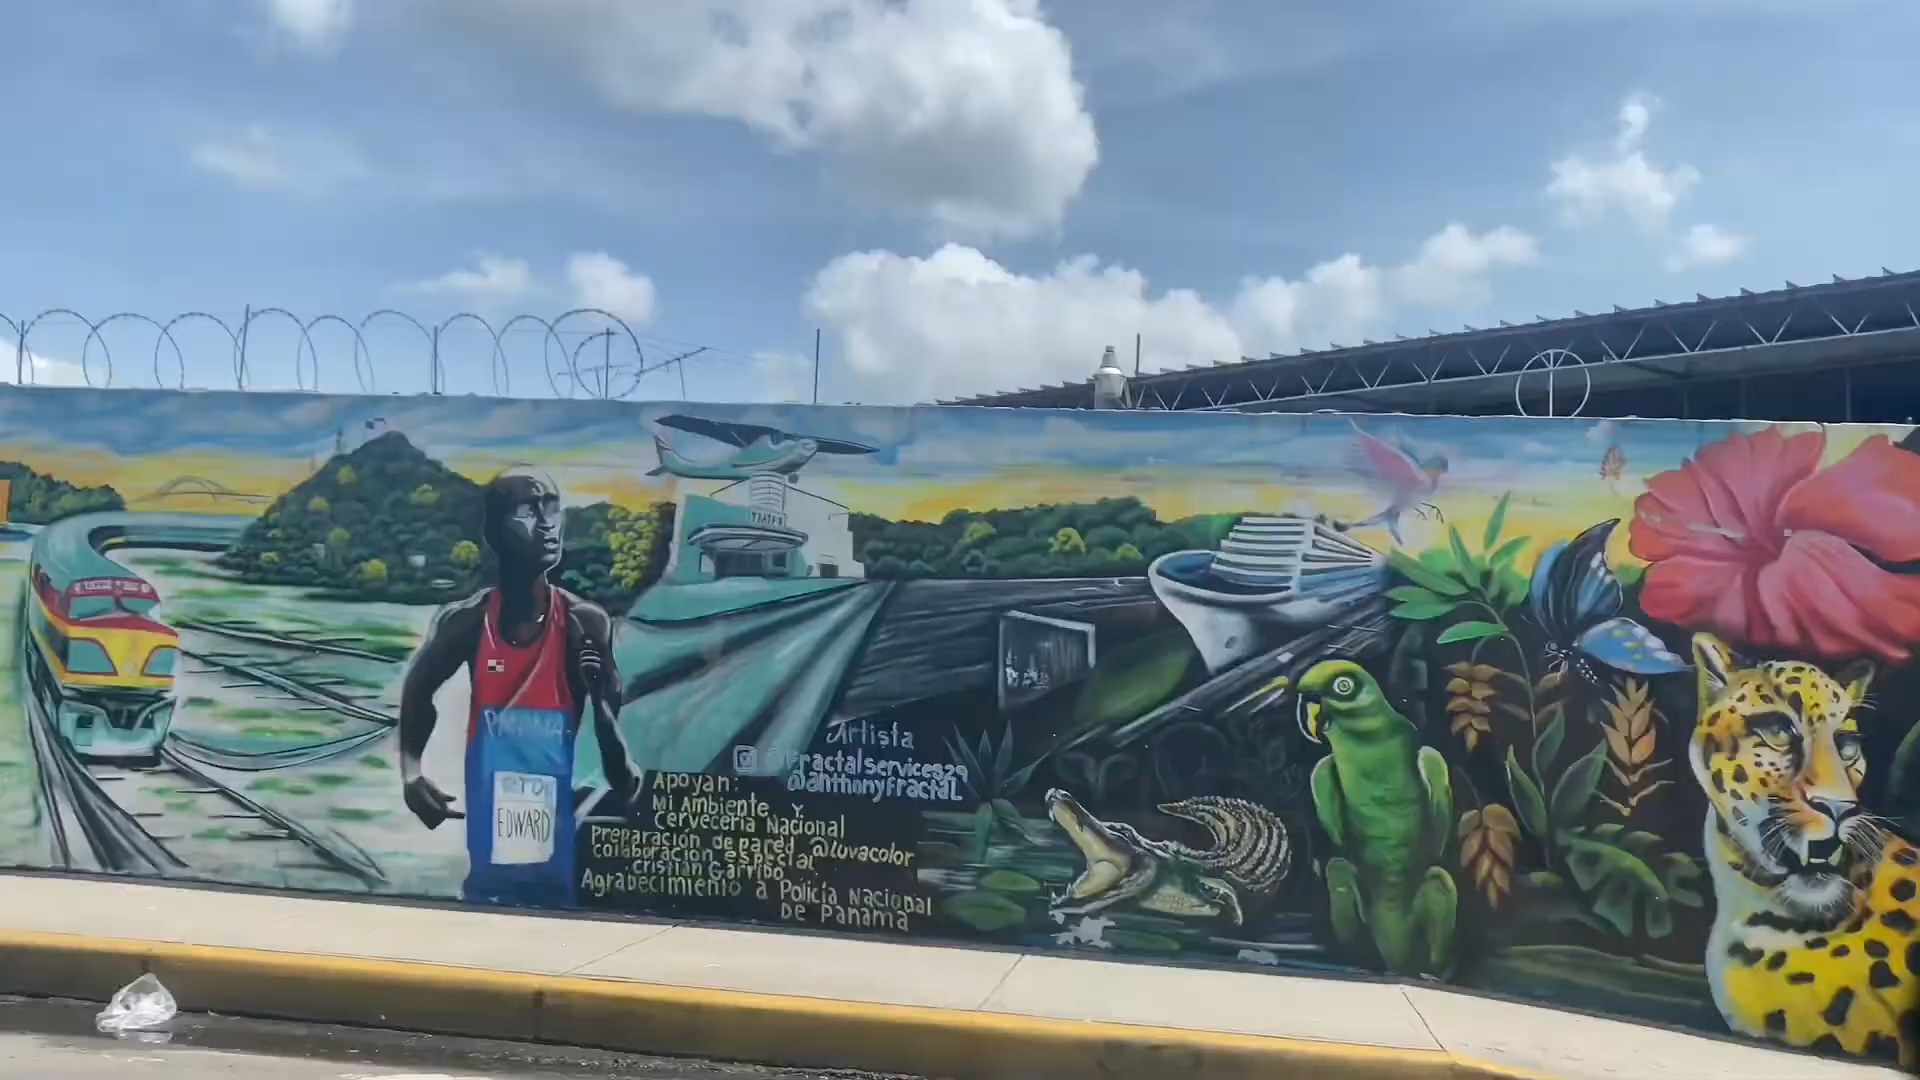 TEATRO
PANAMA
EDWARD
Artista
@fractalservices29
@anthonyfractal
Apoyan:
Mi Ambiente Y
Cervecería Nacional
Preparación de pared @luvacolor
colaboración especial
cristian Garrido
Agradecimiento a Policía Nacional
De Panamá